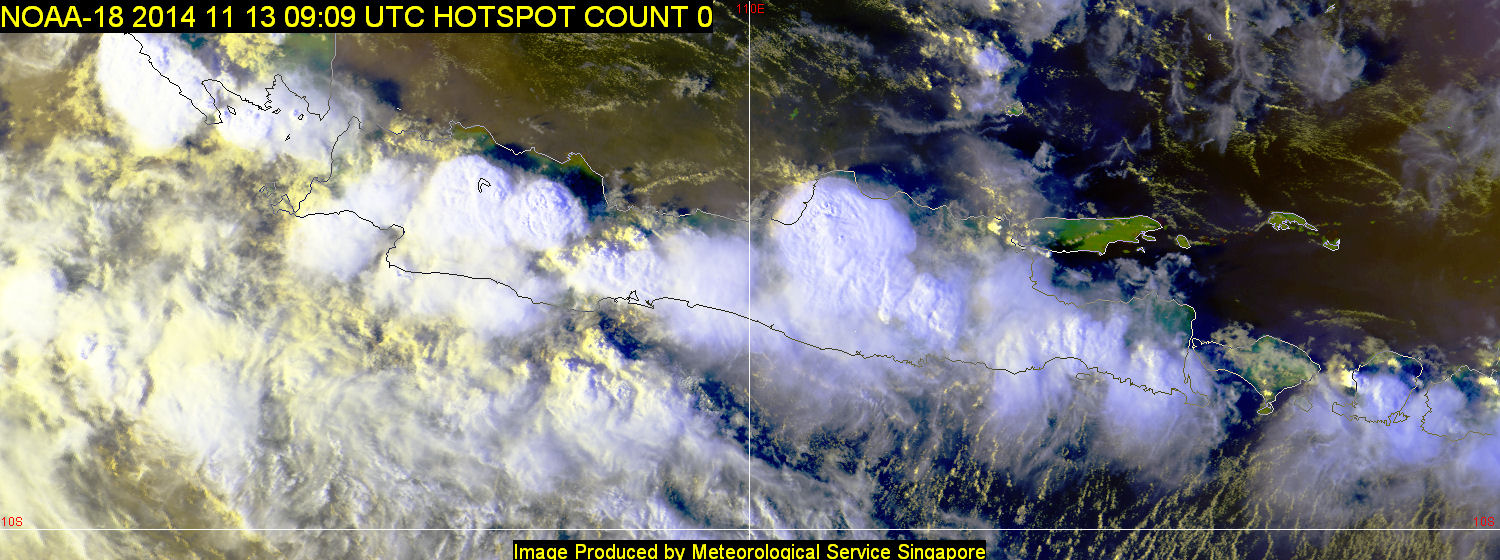 NOAA-18 2014 11 13 09:09 UTC HOTSPOT COUNT 0
110E
10S
10S
Image Produced by Meteorological Service Singapore